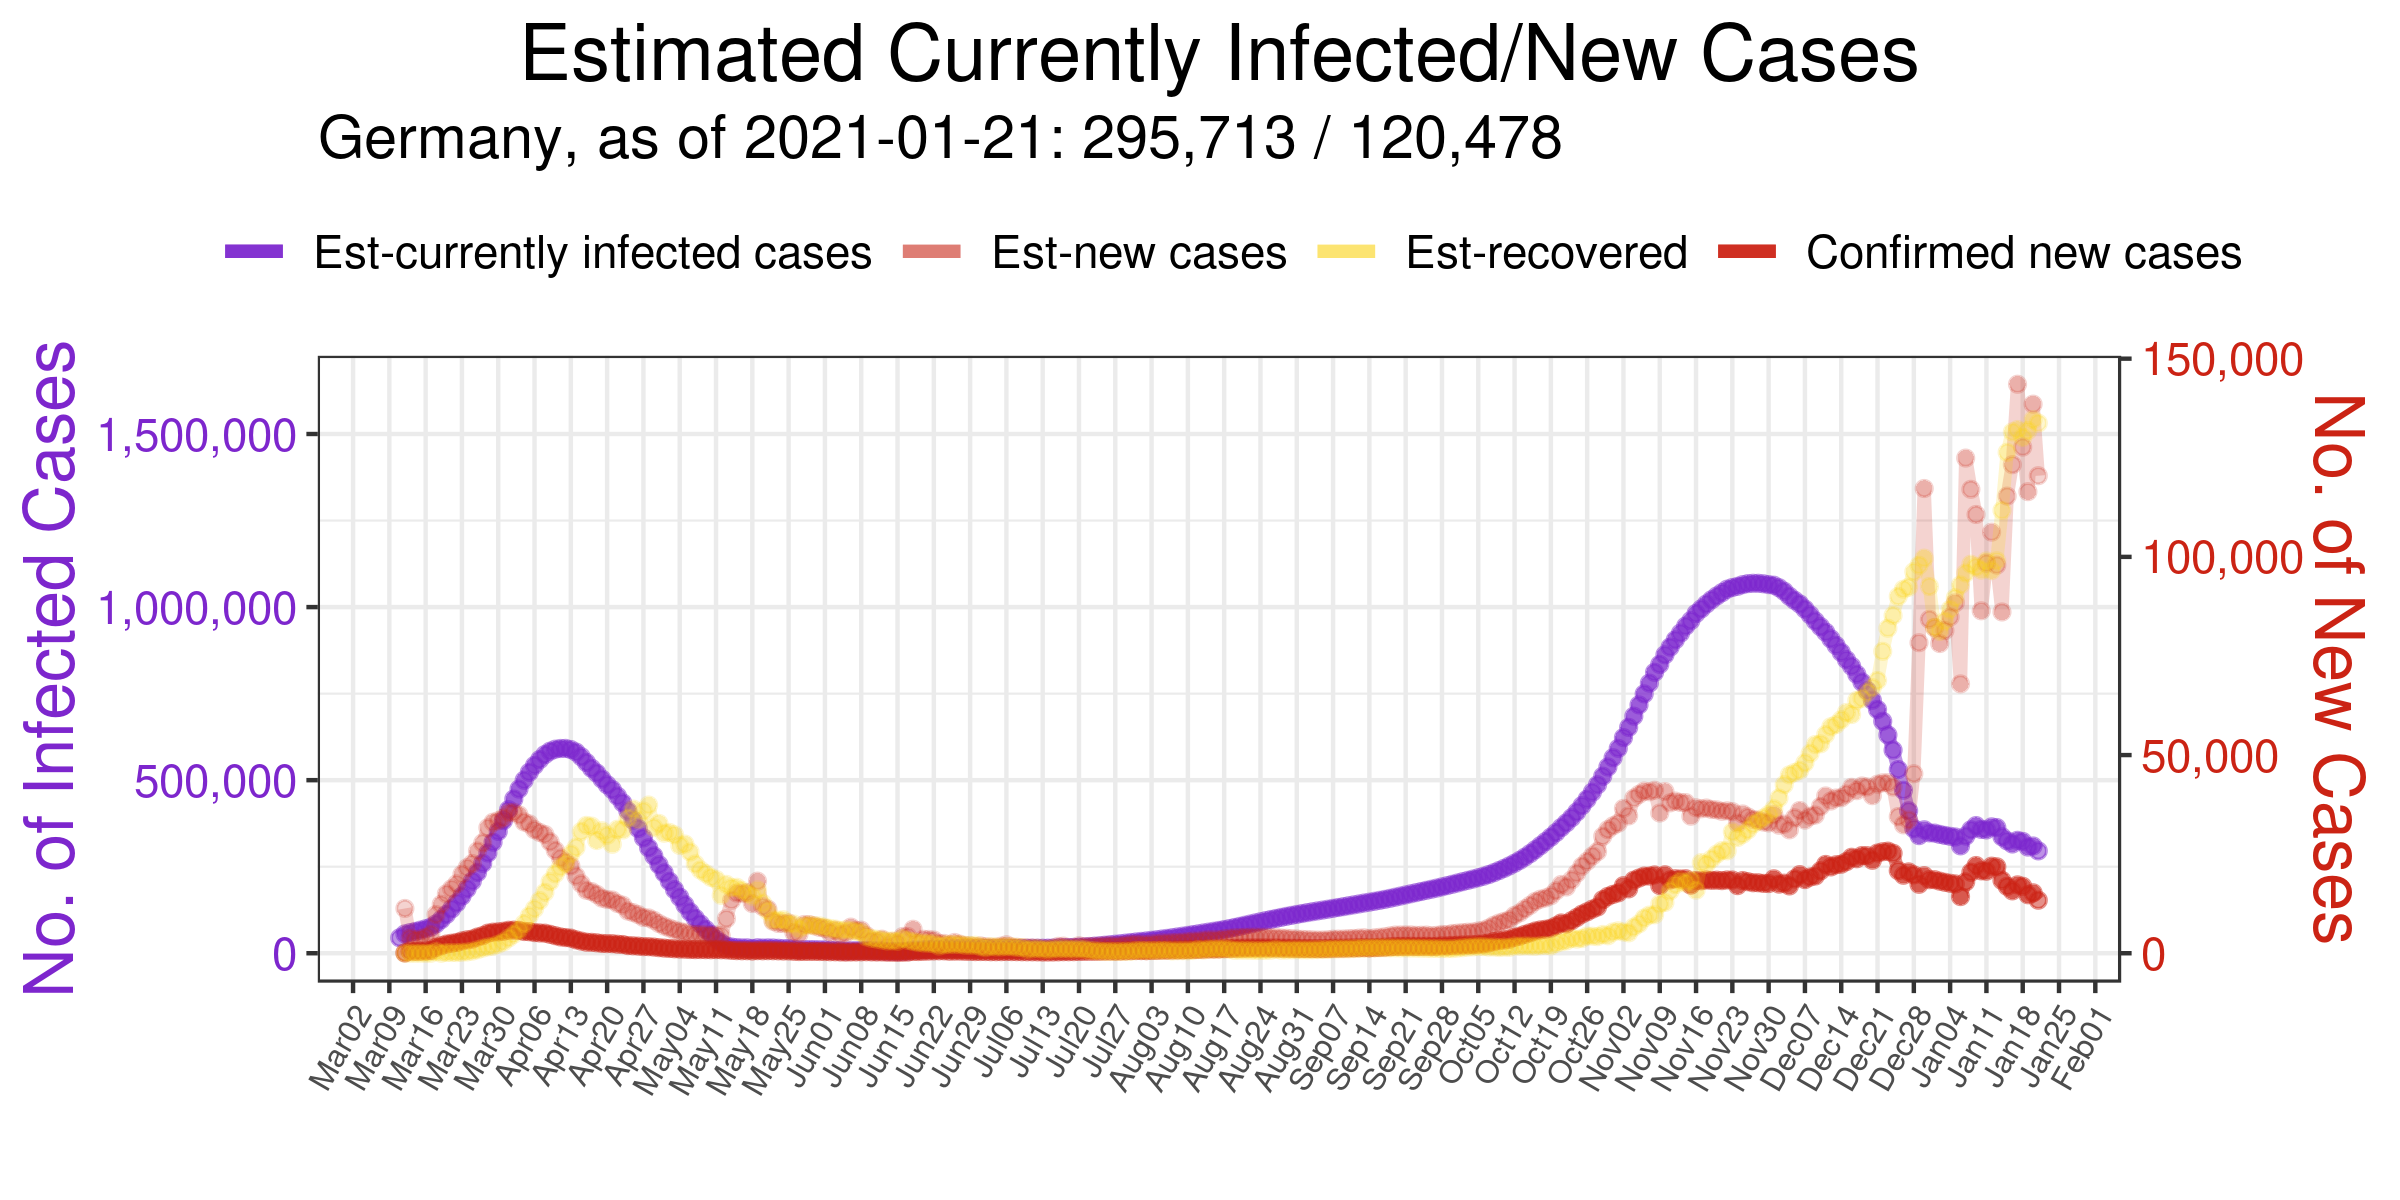 Estimated Currently Infected/New Cases
Germany, as of 2021-01-21: 295,713 / 120,478
Est-currently infected cases Est-new cases Est-recovered Confirmed new cases
No. of Infected Cases
1,500,000
1,000,000
500,000
0
150,000
100,000
50,000
0
No. of New Cases
Mar02 Mar09 Mar16 Mar23 Mar30 Apr06 Apr13 Apr20 Apr27 May04 May11 May18 May25 Jun01 Jun08 Jun15 Jun22 Jun29 Jul06 Jul13 Jul20 Jul27 Aug03 Aug10 Aug17 Aug24 Aug31 Sep07 Sep14 Sep21 Sep28 Oct05 Oct12 Oct19 Oct26 Nov02 Nov09 Nov16 Nov23 Nov30 Dec07 Dec14 Dec21 Dec28 Jan04 Jan11 Jan18 Jan25 Feb01